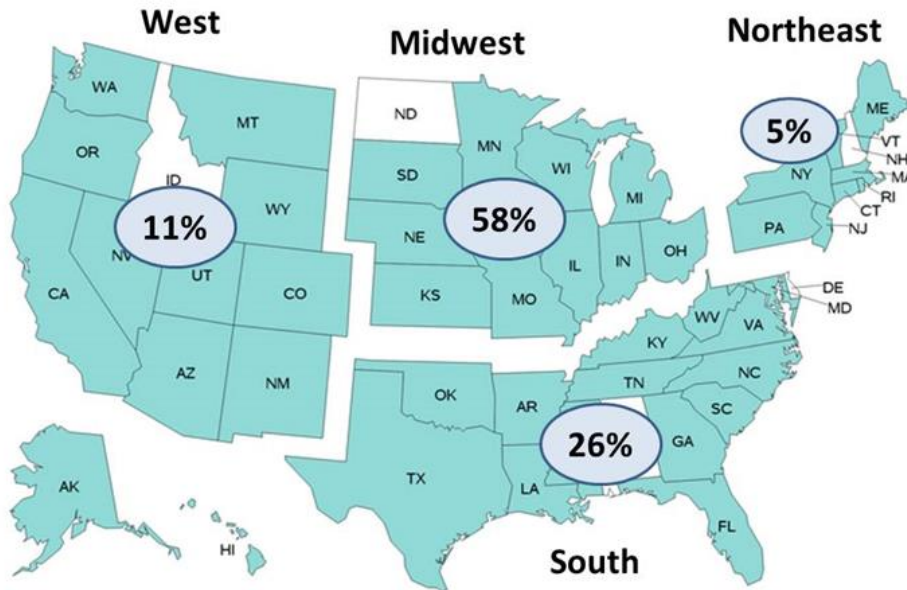 West
Midwest
Northeast
WA
MT
ND
ME
OR
MN
5%
VT
ID
SD
WI
NH
NY
MA
WY
MI
RI
11%
58%
CT
NE
PA
NJ
NV
IL
IN
OH
UT
CA
CO
KS
MO
DE
WV
MD
VA
KY
AZ
NM
OK
TN
NC
AR
SC
26%
GA
TX
LA
AK
FL
HI
South